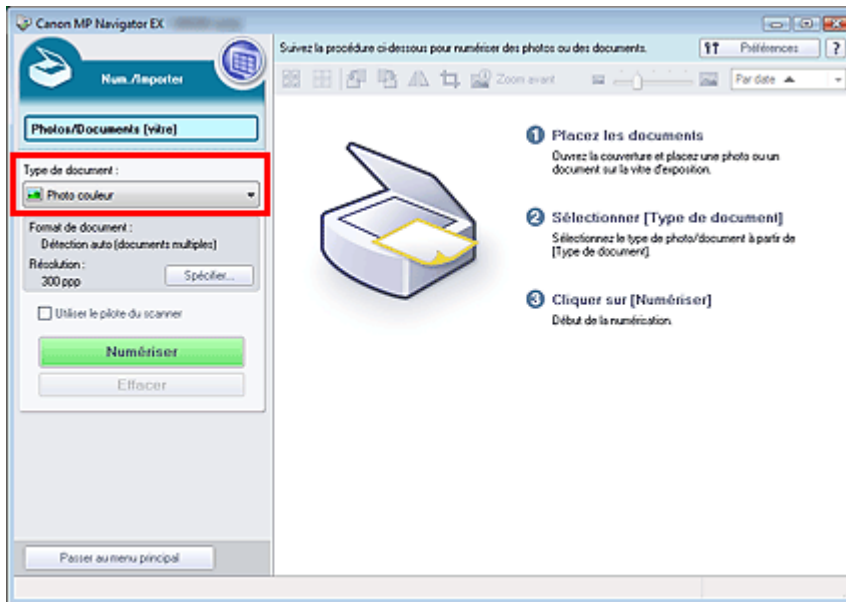 Canon MP Navigator EX
Num./Importer
Photos/Documents (vitre)
Type de document :
Photo couleur
Format de document :
Détection auto (documents multiples)
Résolution :
300 ppp
Spécifier...
Utiliser le pilote du scanner
Numériser
Effacer
Passer au menu principal
Suivez la procédure ci-dessous pour numériser des photos ou des documents.
Préférences
?
Zoom avant
Par date
1 Placez les documents
Ouvrez la couverture et placez une photo ou un
document sur la vitre d'exposition.
2 Sélectionner [Type de document]
Sélectionnez le type de photo/document à partir de
[Type de document].
3 Cliquer sur [Numériser]
Début de la numérisation.